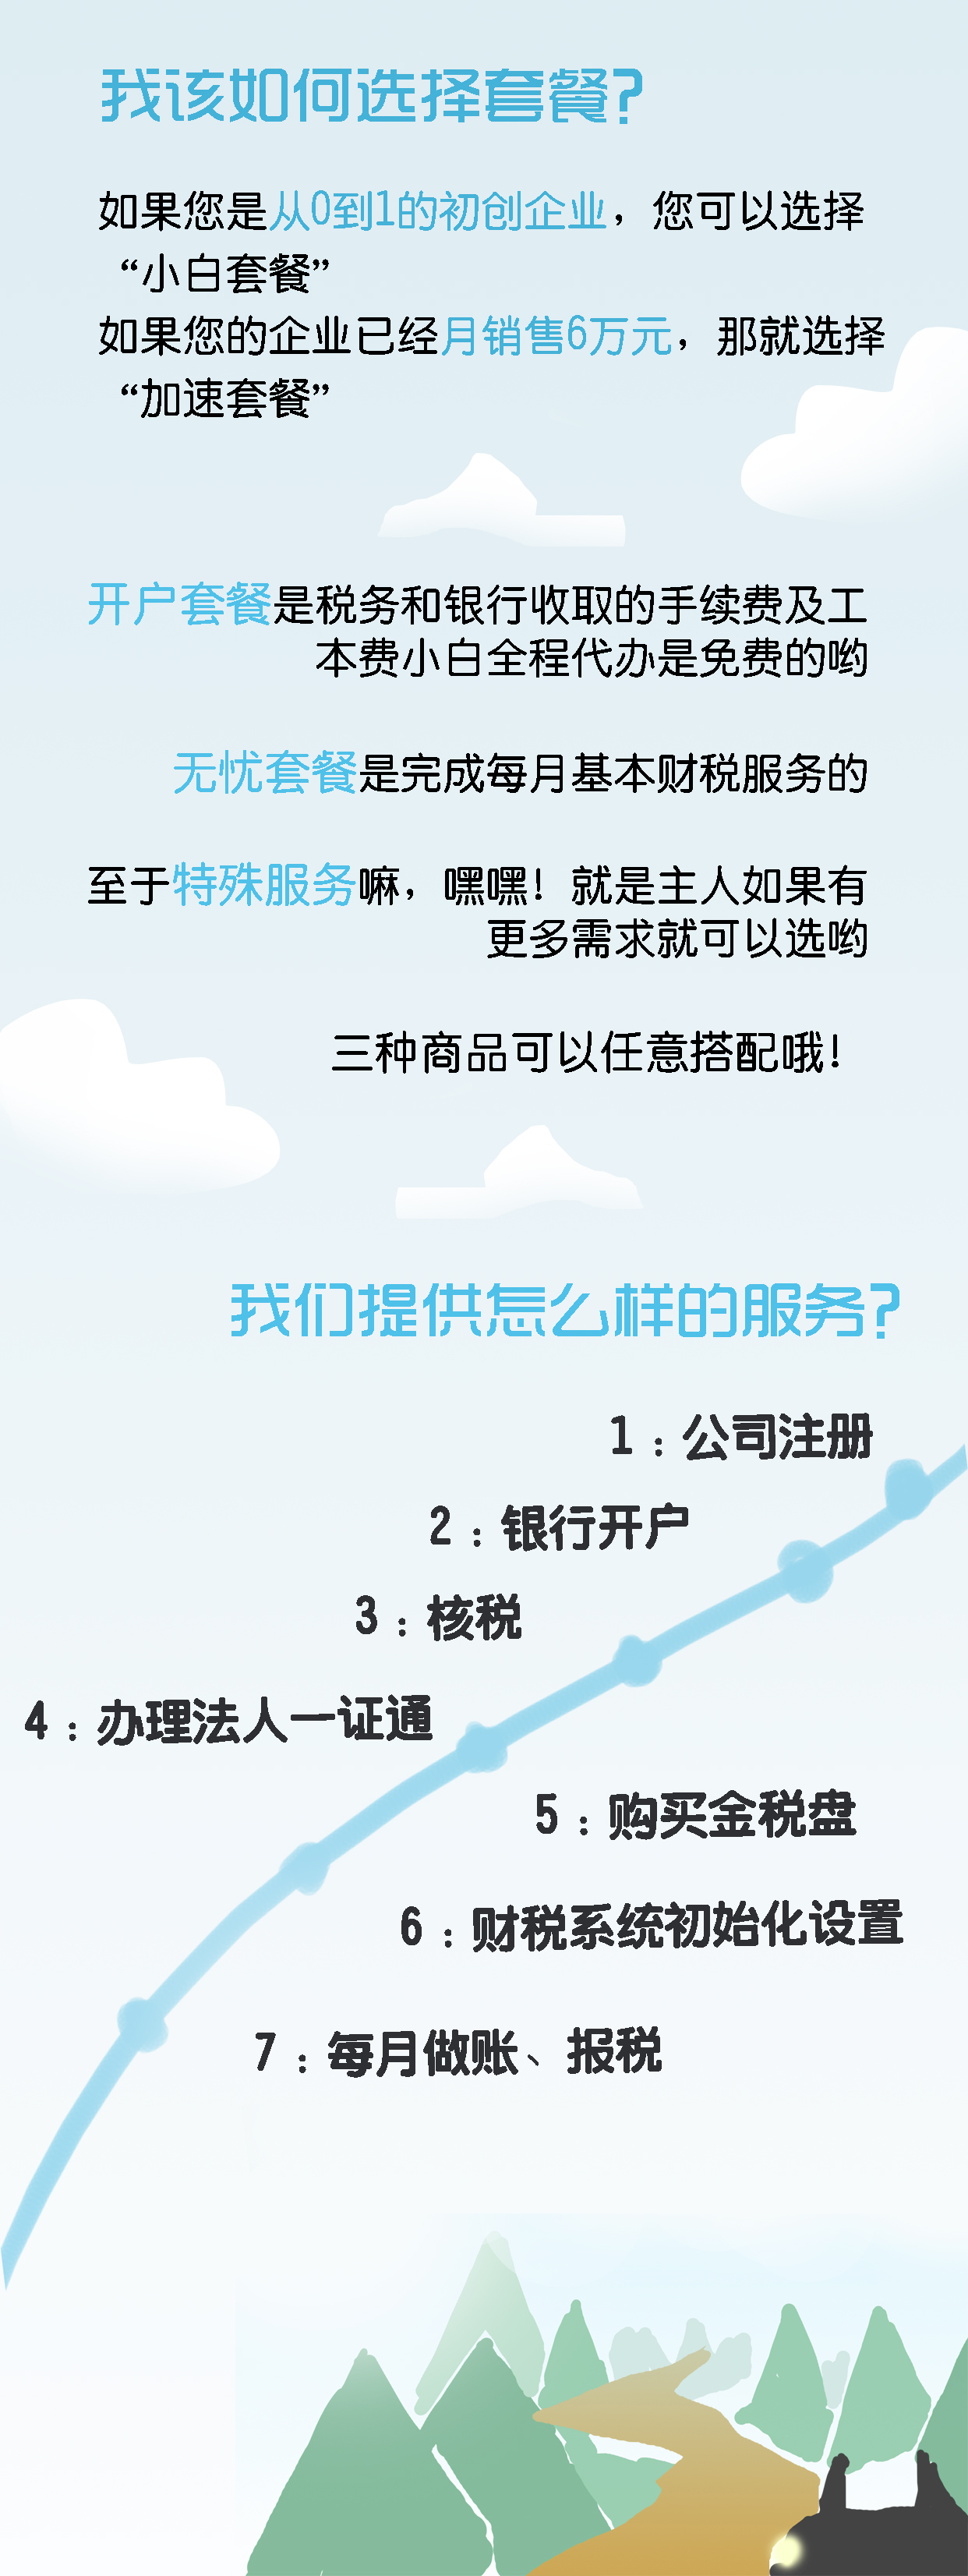 我该如何选择套餐?
如果您是从0到1的初创企业，您可以选择
“小白套餐”
如果您的企业已经月销售6万元，那就选择
“加速套餐”
开户套餐是税务和银行收取的手续费及工
本费小白全程代办是免费的哟
无忧套餐是完成每月基本财税服务的
至于特殊服务嘛，嘿嘿！就是主人如果有
更多需求就可以选哟
三种商品可以任意搭配哦！
我们提供怎么样的服务?
1：公司注册
2：银行开户
3：核税
4：办理法人一证通
5：购买金税盘
6：财税系统初始化设置
7：每月做账、报税